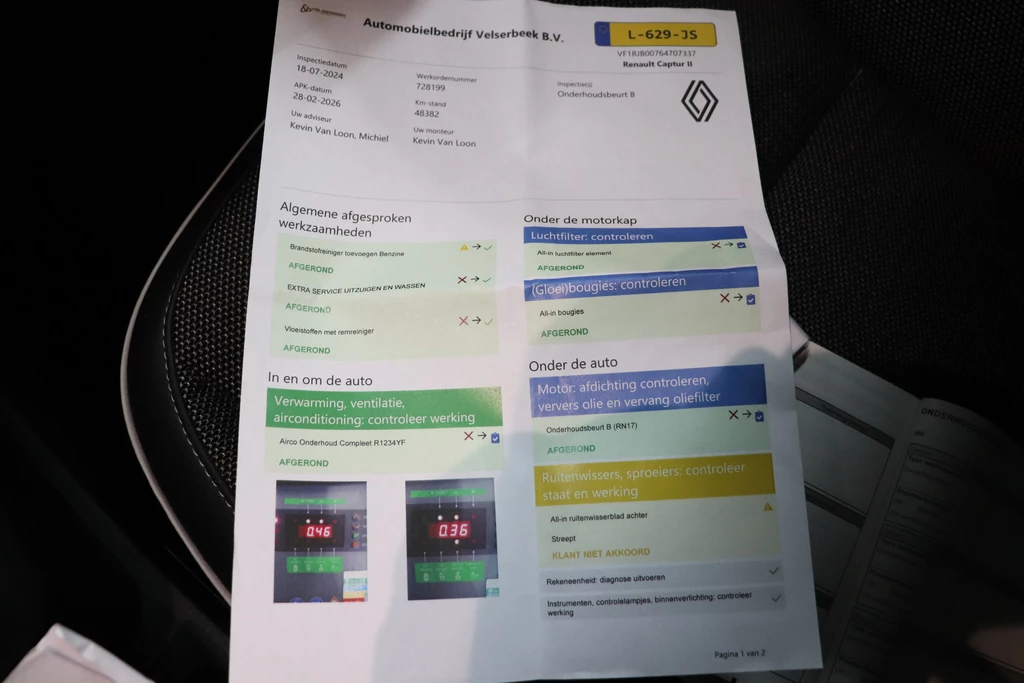 Automobielbedrijf Velserbeek B.V.
L-629-JS
VF1RJB00764707337
Renault Captur II
Inspectiedatum
18-07-2024
APK-datum
28-02-2026
Uw adviseur
Kevin Van Loon, Michiel
Werkordernummer
728199
Km-stand
48382
Uw monteur
Kevin Van Loon
Inspectie(s)
Onderhoudsbeurt B
Algemene afgesproken
werkzaamheden
Brandstofreiniger toevoegen Benzine
AFGEROND
EXTRA SERVICE UITZUIGEN EN WASSEN
AFGEROND
Vloeistoffen met remreiniger
AFGEROND
In en om de auto
Verwarming, ventilatie,
airconditioning: controleer werking
Airco Onderhoud Compleet R1234YF
AFGEROND
0.46
0.36
Onder de motorkap
Luchtfilter: controleren
All-in luchtfilter element
AFGEROND
(Gloei)bougies: controleren
All-in bougies
AFGEROND
Onder de auto
Motor: afdichting controleren,
ververs olie en vervang oliefilter
Onderhoudsbeurt B (RN17)
AFGEROND
Ruitenwissers, sproeiers: controleer
staat en werking
All-in ruitenwisserblad achter
Streept
KLANT NIET AKKOORD
Rekeneenheid: diagnose uitvoeren
Instrumenten, controlelampjes, binnenverlichting: controleer
werking
Pagina 1 van 2